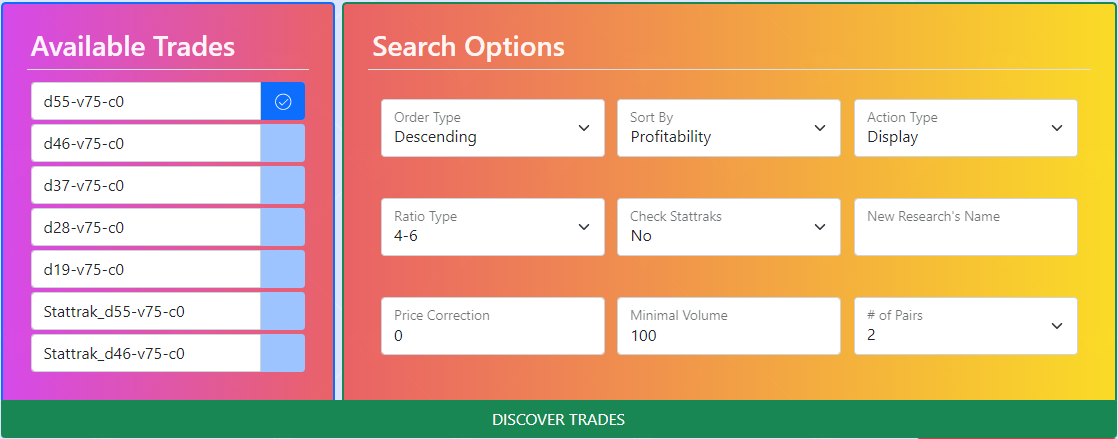 Available Trades
d55-v75-c0
d46-v75-c0
d37-v75-c0
d28-v75-c0
d19-v75-c0
Stattrak_d55-v75-c0
Stattrak_d46-v75-c0
Search Options
Order Type
Descending
Sort By
Profitability
Action Type
Display
Ratio Type
4-6
Check Stattraks
No
New Research's Name
Price Correction
0
Minimal Volume
100
# of Pairs
2
DISCOVER TRADES